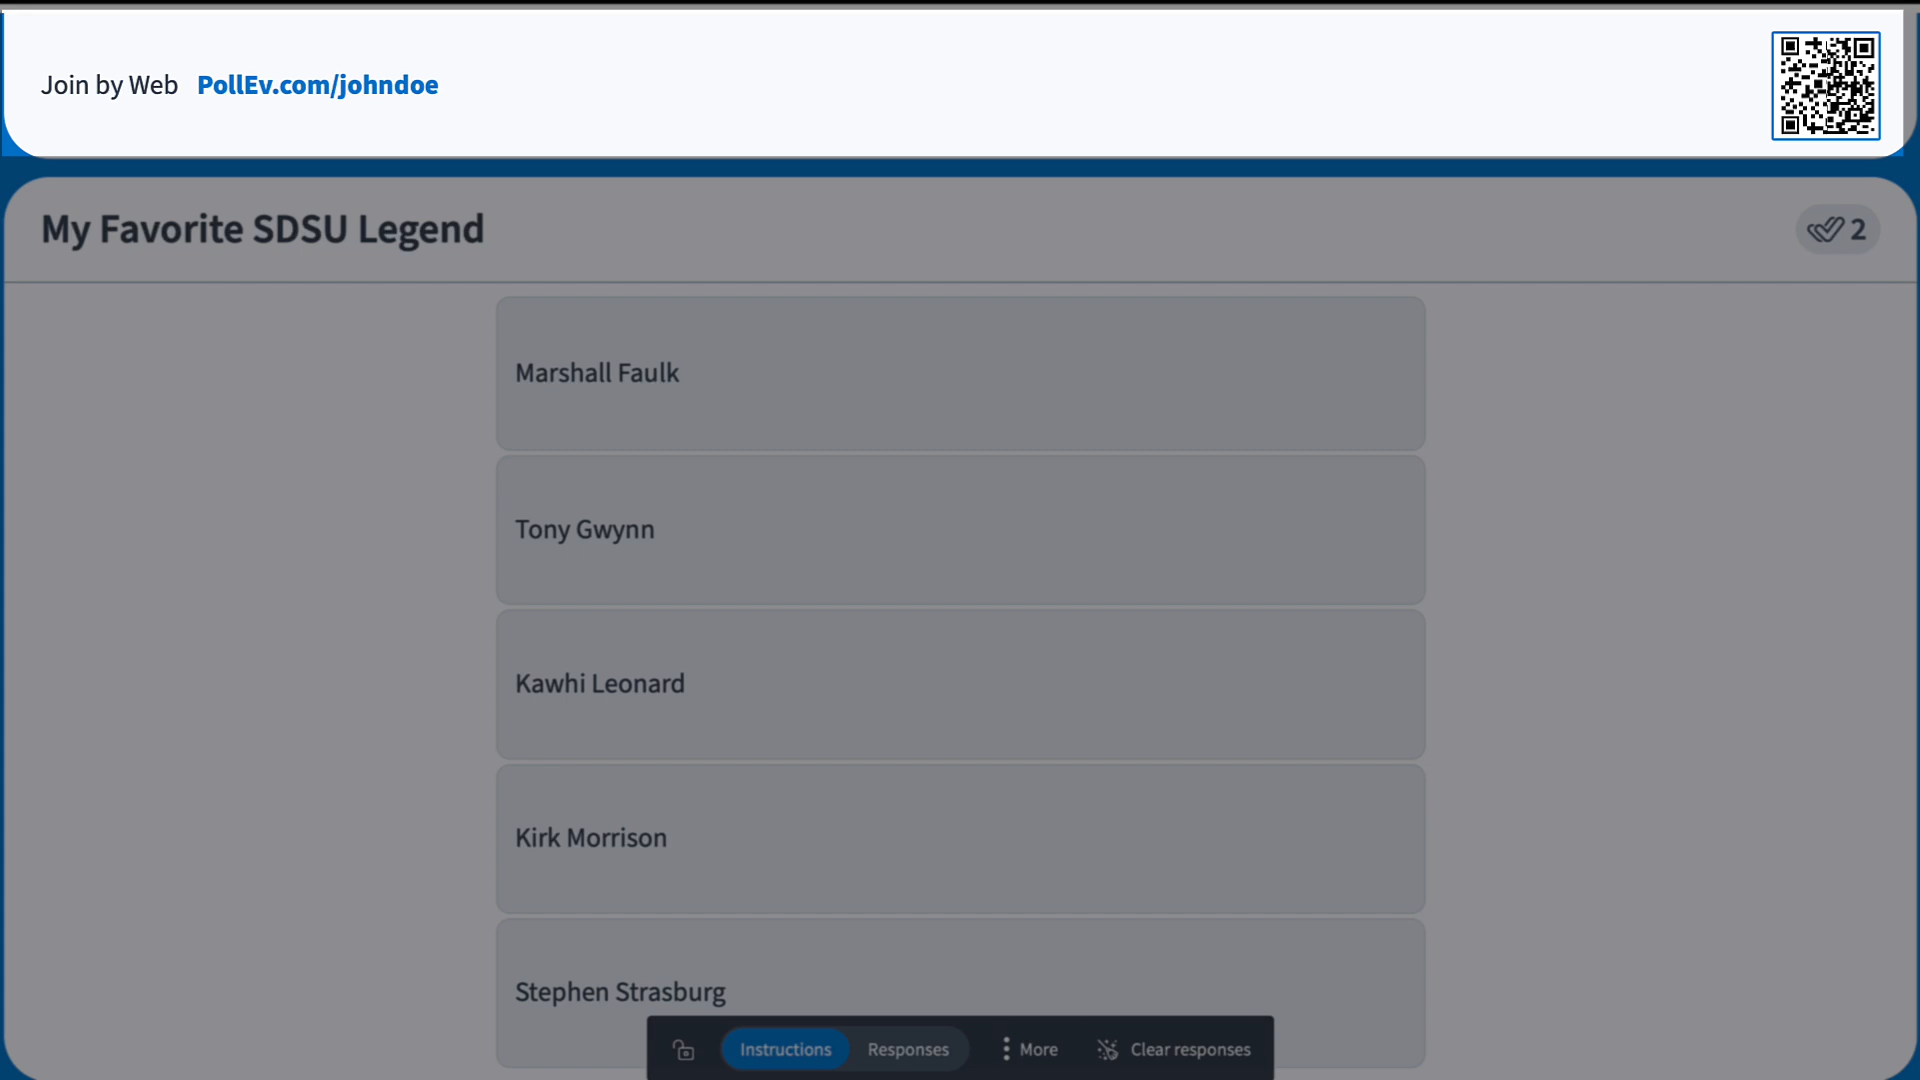 Join by Web PollEv.com/johndoe
My Favorite SDSU Legend
2
Marshall Faulk
Tony Gwynn
Kawhi Leonard
Kirk Morrison
Stephen Strasburg
Instructions Responses More Clear responses